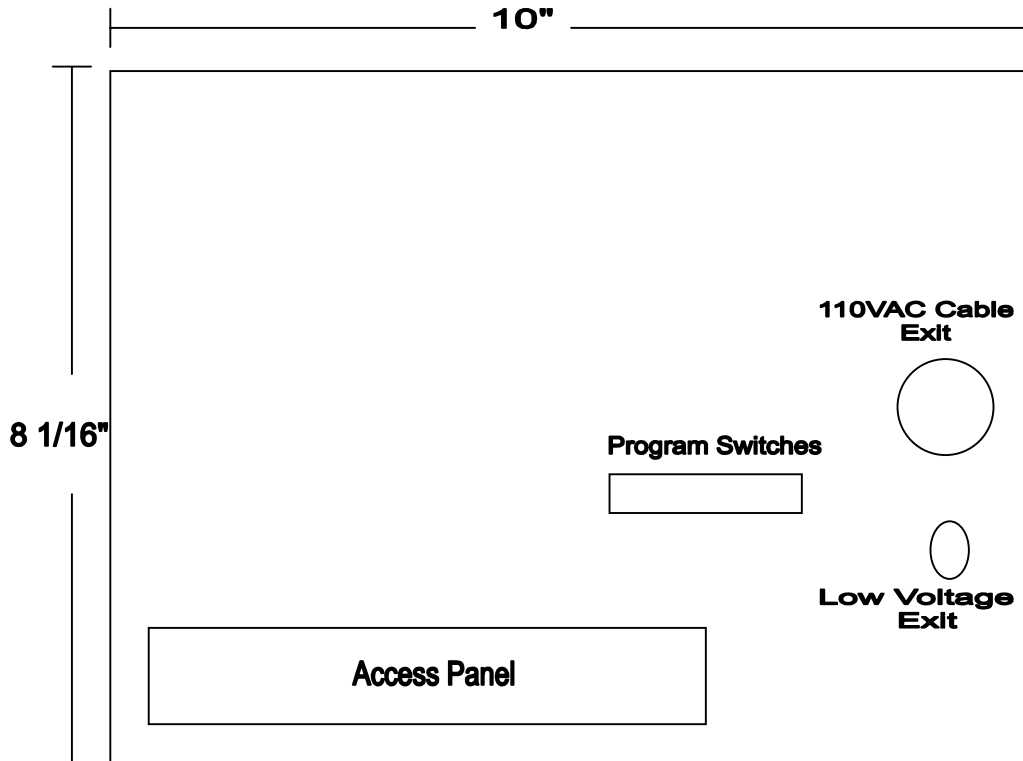 10"
110VAC Cable
Exit
8 1/16"
Program Switches
Low Voltage
Exit
Access Panel